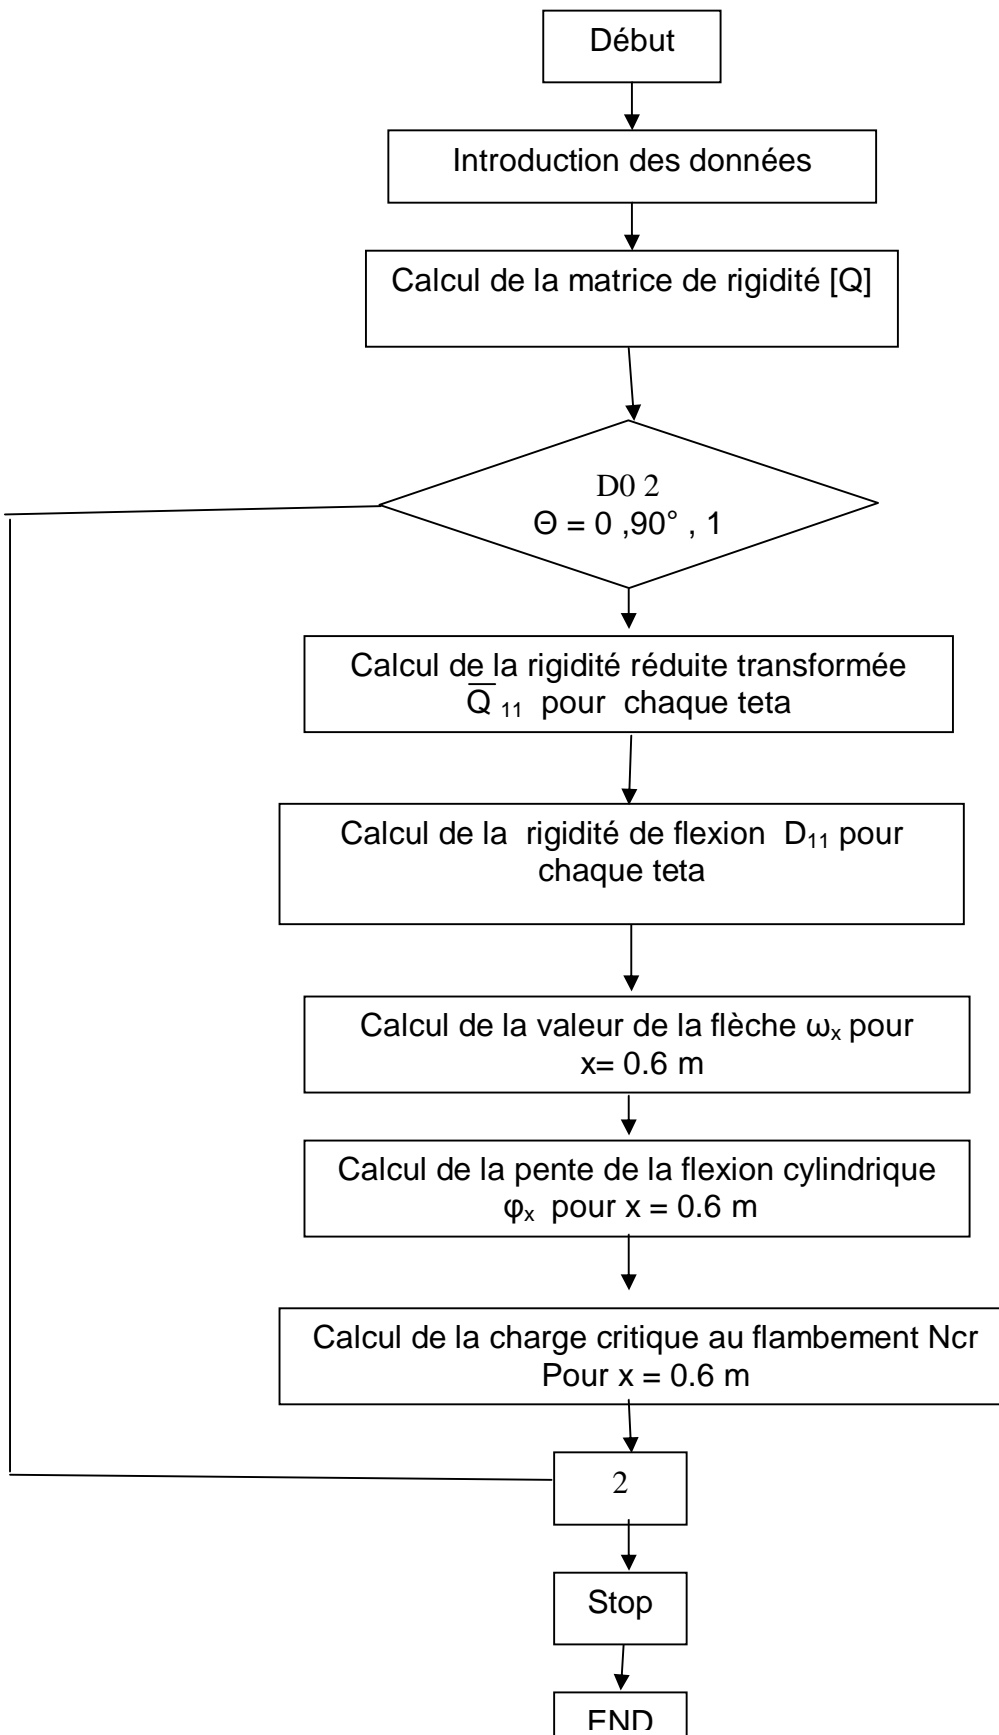 Début
Introduction des données
Calcul de la matrice de rigidité [Q]
D0 2
Θ = 0 ,90° , 1
Calcul de la rigidité réduite transformée
Q̅ ₁₁ pour chaque teta
Calcul de la rigidité de flexion D₁₁ pour
chaque teta
Calcul de la valeur de la flèche ωₓ pour
x= 0.6 m
Calcul de la pente de la flexion cylindrique
φₓ pour x = 0.6 m
Calcul de la charge critique au flambement Ncr
Pour x = 0.6 m
2
Stop
END